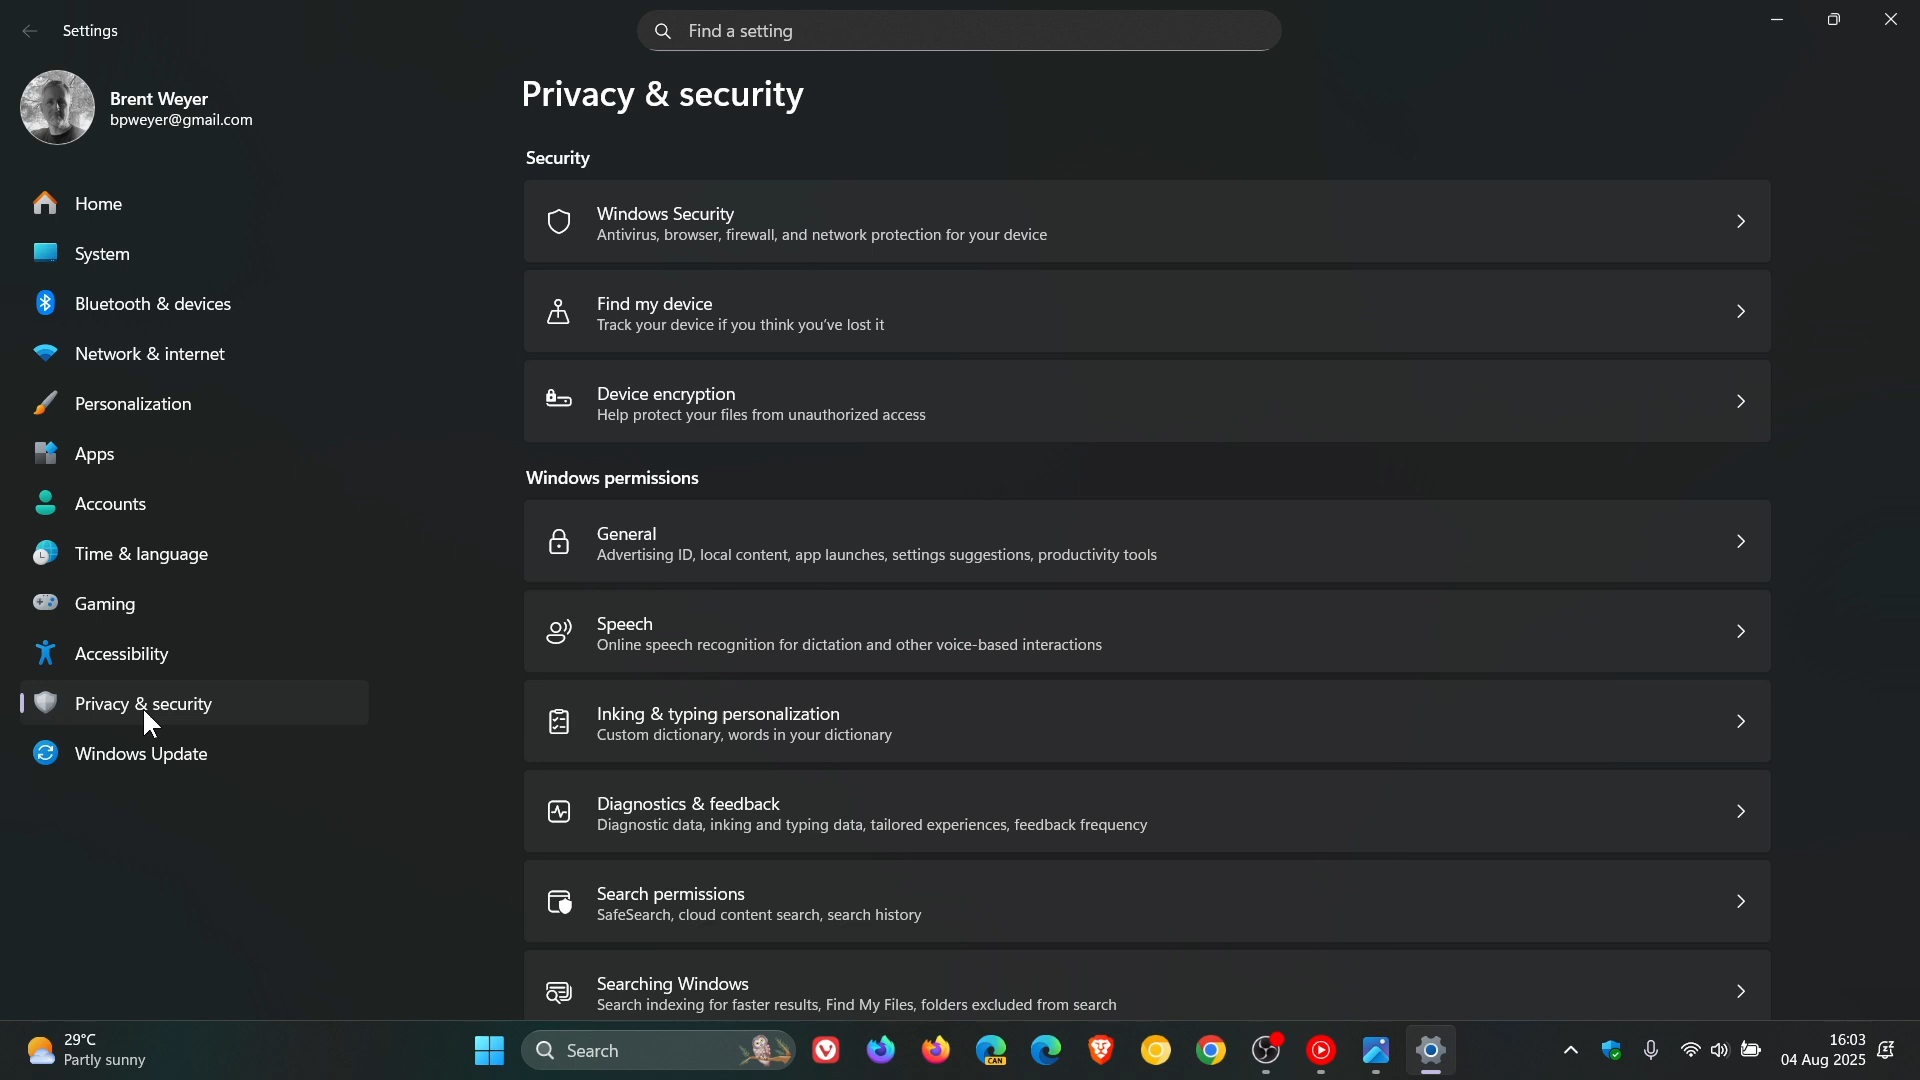 Settings
Find a setting
Brent Weyer
bpweyer@gmail.com
Home
System
Bluetooth & devices
Network & internet
Personalization
Apps
Accounts
Time & language
Gaming
Accessibility
Privacy & security
Windows Update
Privacy & security
Security
Windows Security
Antivirus, browser, firewall, and network protection for your device
Find my device
Track your device if you think you've lost it
Device encryption
Help protect your files from unauthorized access
Windows permissions
General
Advertising ID, local content, app launches, settings suggestions, productivity tools
Speech
Online speech recognition for dictation and other voice-based interactions
Inking & typing personalization
Custom dictionary, words in your dictionary
Diagnostics & feedback
Diagnostic data, inking and typing data, tailored experiences, feedback frequency
Search permissions
SafeSearch, cloud content search, search history
Searching Windows
Search indexing for faster results, Find My Files, folders excluded from search
29°C
Partly sunny
Search
CAN
16:03
04 Aug 2025